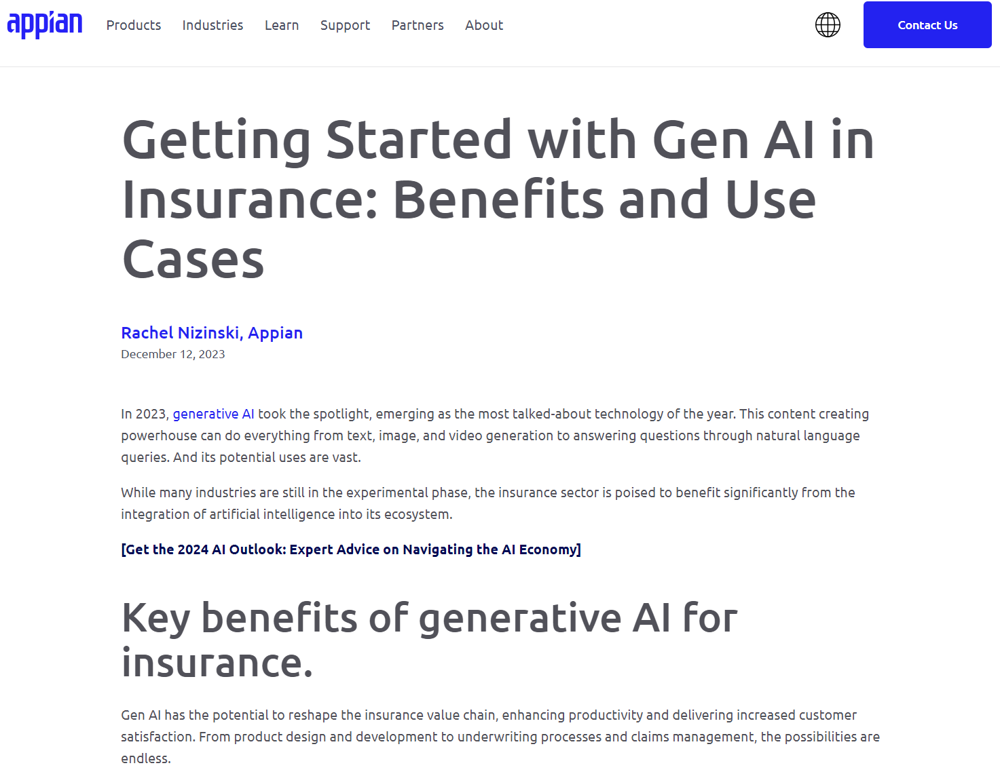 appian
Products Industries Learn Support Partners About
Contact Us
Getting Started with Gen AI in
Insurance: Benefits and Use
Cases
Rachel Nizinski, Appian
December 12, 2023
In 2023, generative AI took the spotlight, emerging as the most talked-about technology of the year. This content creating
powerhouse can do everything from text, image, and video generation to answering questions through natural language
queries. And its potential uses are vast.
While many industries are still in the experimental phase, the insurance sector is poised to benefit significantly from the
integration of artificial intelligence into its ecosystem.
[Get the 2024 AI Outlook: Expert Advice on Navigating the AI Economy]
Key benefits of generative AI for
insurance.
Gen AI has the potential to reshape the insurance value chain, enhancing productivity and delivering increased customer
satisfaction. From product design and development to underwriting processes and claims management, the possibilities are
endless.